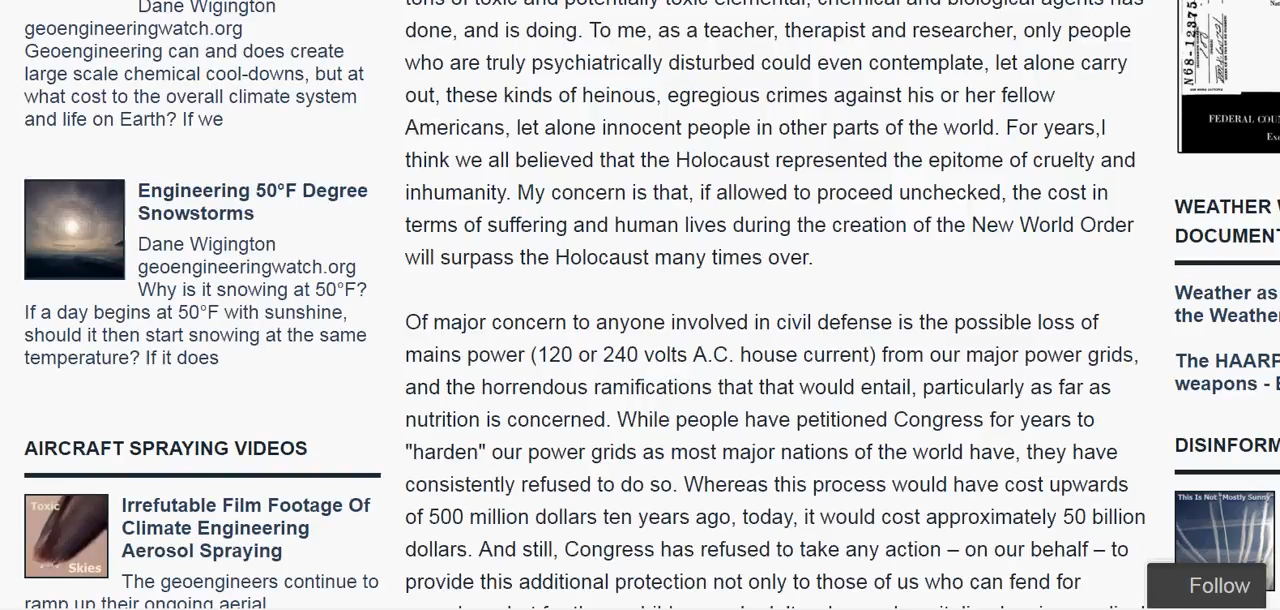 Dane Wigington
geoengineeringwatch.org
Geoengineering can and does create
large scale chemical cool-downs, but at
what cost to the overall climate system
and life on Earth? If we
Engineering 50°F Degree
Snowstorms
Dane Wigington
geoengineeringwatch.org
Why is it snowing at 50°F?
If a day begins at 50°F with sunshine,
should it then start snowing at the same
temperature? If it does
AIRCRAFT SPRAYING VIDEOS
Toxic
Skies
Irrefutable Film Footage Of
Climate Engineering
Aerosol Spraying
The geoengineers continue to
ramp up their ongoing aerial
tons of toxic and potentially toxic elemental, chemical and biological agents has
done, and is doing. To me, as a teacher, therapist and researcher, only people
who are truly psychiatrically disturbed could even contemplate, let alone carry
out, these kinds of heinous, egregious crimes against his or her fellow
Americans, let alone innocent people in other parts of the world. For years,I
think we all believed that the Holocaust represented the epitome of cruelty and
inhumanity. My concern is that, if allowed to proceed unchecked, the cost in
terms of suffering and human lives during the creation of the New World Order
will surpass the Holocaust many times over.
Of major concern to anyone involved in civil defense is the possible loss of
mains power (120 or 240 volts A.C. house current) from our major power grids,
and the horrendous ramifications that that would entail, particularly as far as
nutrition is concerned. While people have petitioned Congress for years to
"harden" our power grids as most major nations of the world have, they have
consistently refused to do so. Whereas this process would have cost upwards
of 500 million dollars ten years ago, today, it would cost approximately 50 billion
dollars. And still, Congress has refused to take any action – on our behalf – to
provide this additional protection not only to those of us who can fend for
N68-12375
FEDERAL COUN
Ex
WEATHER
DOCUMENT
Weather as
the Weather
The HAARP
weapons -
DISINFORM
This Is Not "Mostly Sunny"
Follow